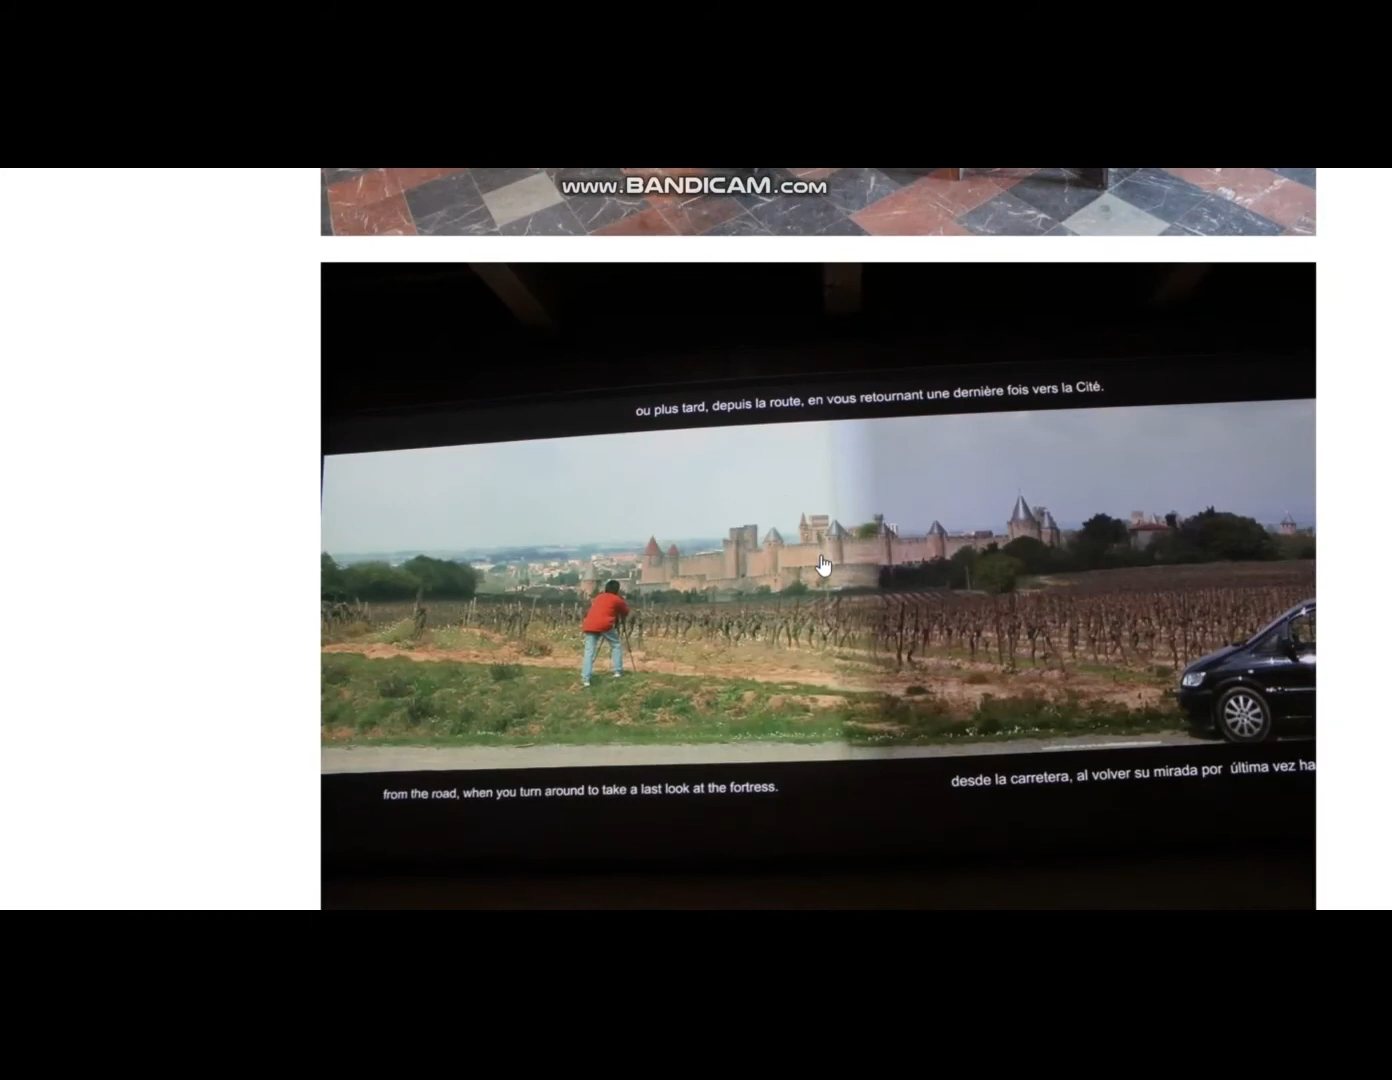 www.BANDICAM.com
ou plus tard, depuis la route, en vous retournant une dernière fois vers la Cité.
from the road, when you turn around to take a last look at the fortress.
desde la carretera, al volver su mirada por última vez ha